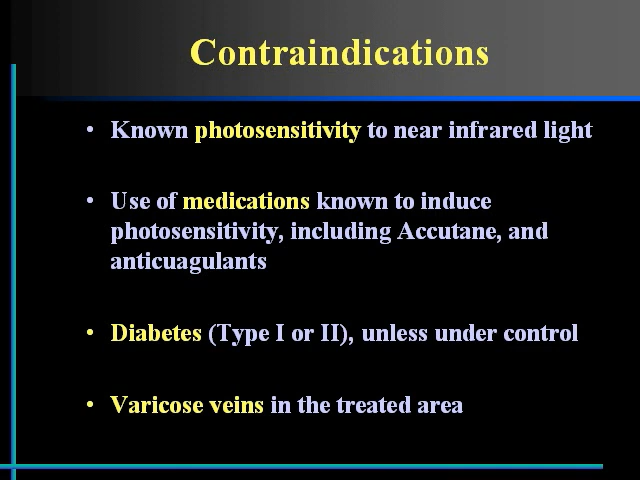 Contraindications
• Known photosensitivity to near infrared light
• Use of medications known to induce
photosensitivity, including Accutane, and
anticuagulants
• Diabetes (Type I or II), unless under control
• Varicose veins in the treated area